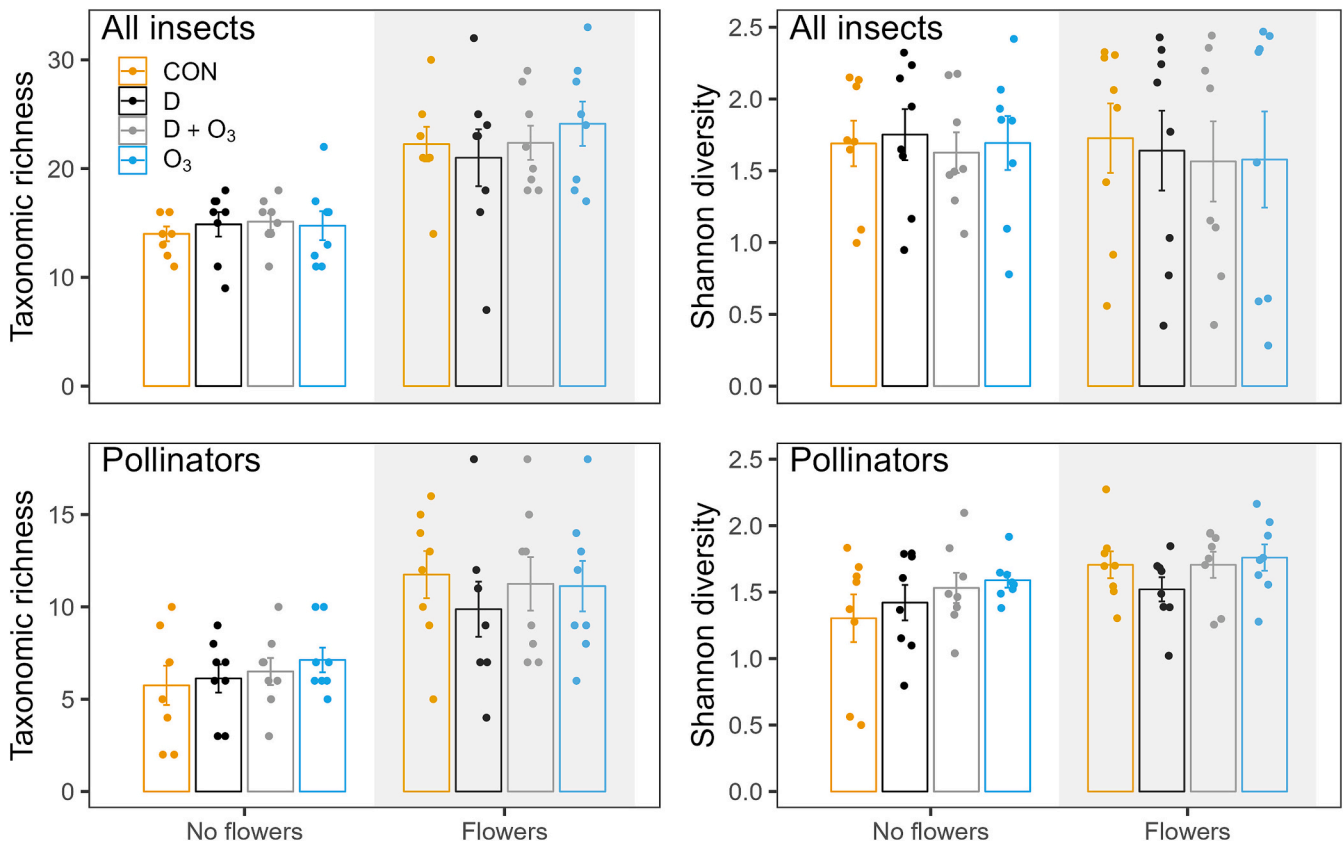 All insects
Taxonomic richness
30
20
10
0
CON
D
D + O₃
O₃
All insects
Shannon diversity
2.5
2.0
1.5
1.0
0.5
0.0
Pollinators
Taxonomic richness
15
10
5
0
No flowers
Flowers
Pollinators
Shannon diversity
2.5
2.0
1.5
1.0
0.5
0.0
No flowers
Flowers